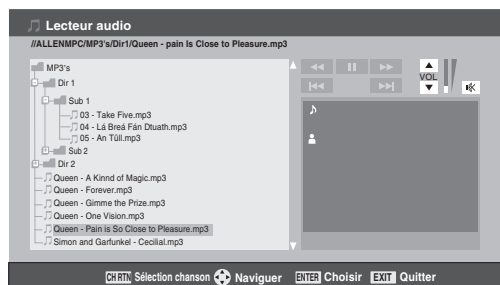 Lecteur audio
//ALLENMPC/MP3's/Dir1/Queen - pain Is Close to Pleasure.mp3
MP3's
Dir 1
Sub 1
03 - Take Five.mp3
04 - Lá Breá Fán Dtuath.mp3
05 - An Tûll.mp3
Sub 2
Dir 2
Queen - A Kinnd of Magic.mp3
Queen - Forever.mp3
Queen - Gimme the Prize.mp3
Queen - One Vision.mp3
Queen - Pain is So Close to Pleasure.mp3
Simon and Garfunkel - Cecilial.mp3
VOL
CH RTN Sélection chanson Naviguer ENTER Choisir EXIT Quitter